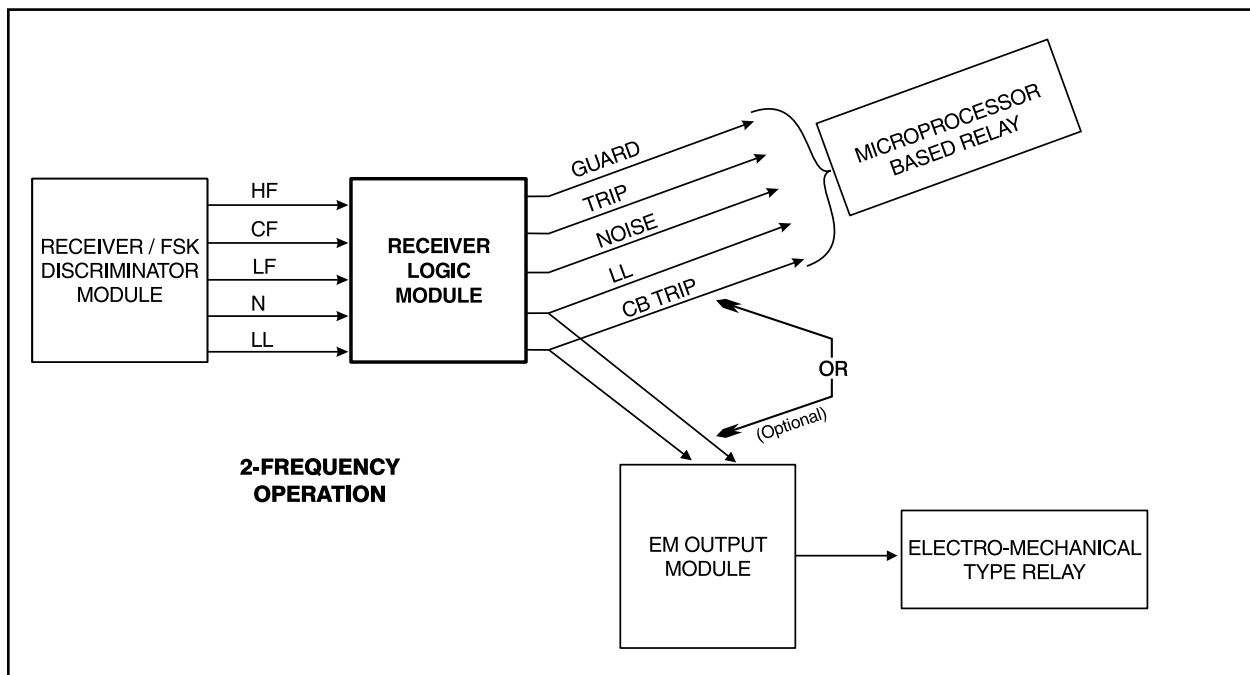 RECEIVER / FSK
DISCRIMINATOR
MODULE
HF
CF
LF
N
LL
RECEIVER
LOGIC
MODULE
GUARD
TRIP
NOISE
LL
CB TRIP
MICROPROCESSOR
BASED RELAY
OR
(Optional)
2-FREQUENCY
OPERATION
EM OUTPUT
MODULE
ELECTRO-MECHANICAL
TYPE RELAY